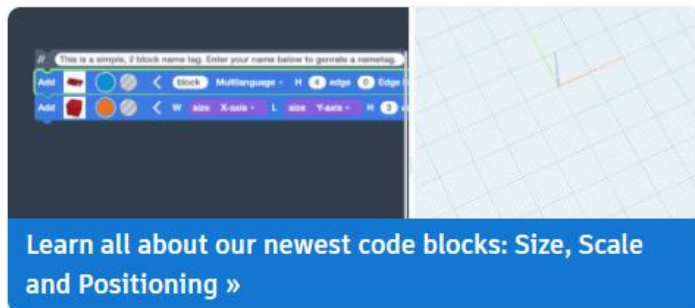 // This is a simple, 2 block name tag. Enter your name below to genrate a nametag.
Add < block Multilanguage H 4 edge 0 Edge
Add < W size X-axis L size Y-axis H 3
Learn all about our newest code blocks: Size, Scale
and Positioning »